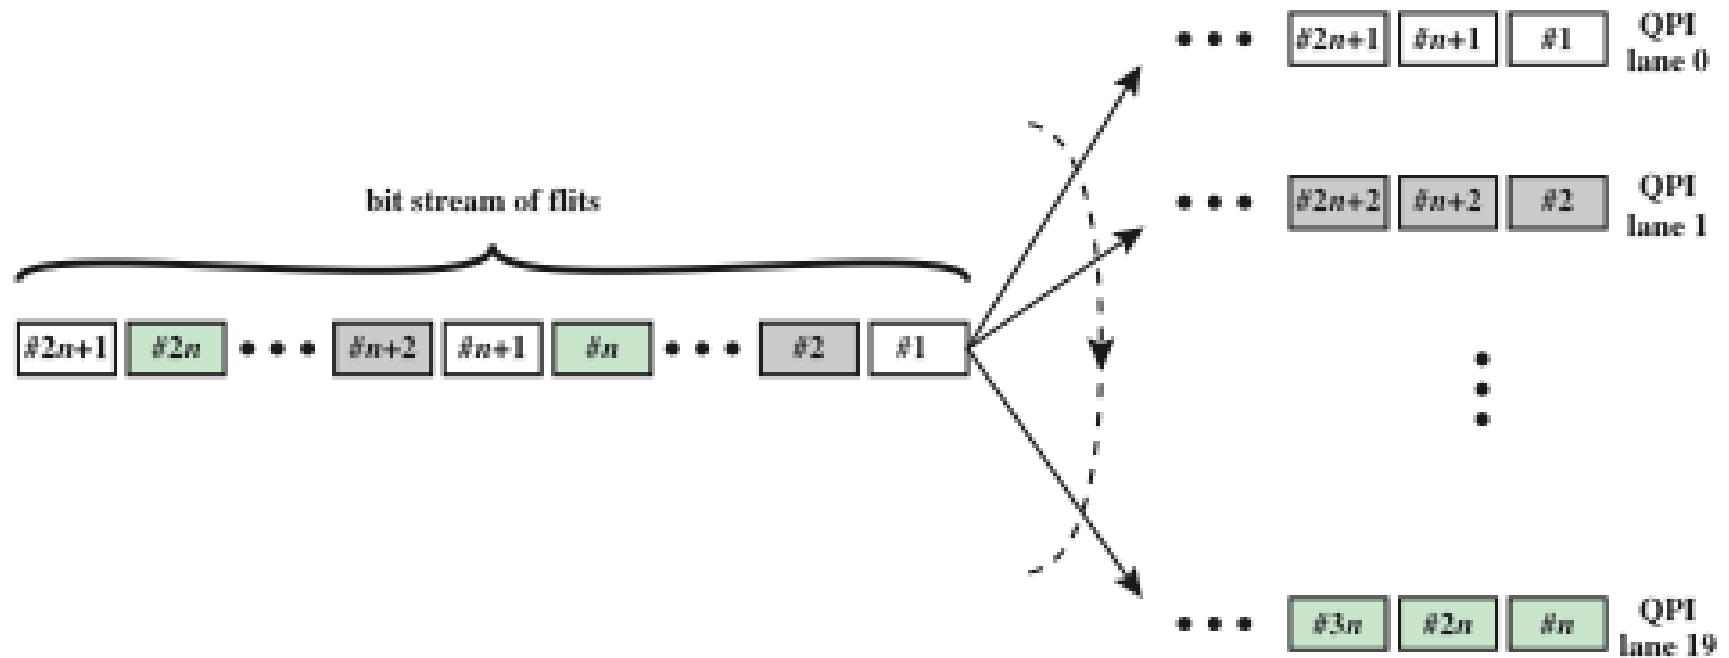 #2n+1 #n+1 #1
QPI
lane 0
bit stream of flits
#2n+2 #n+2 #2
QPI
lane 1
#2n+1 #2n #n+2 #n+1 #n #2 #1
#3n #2n #n
QPI
lane 19